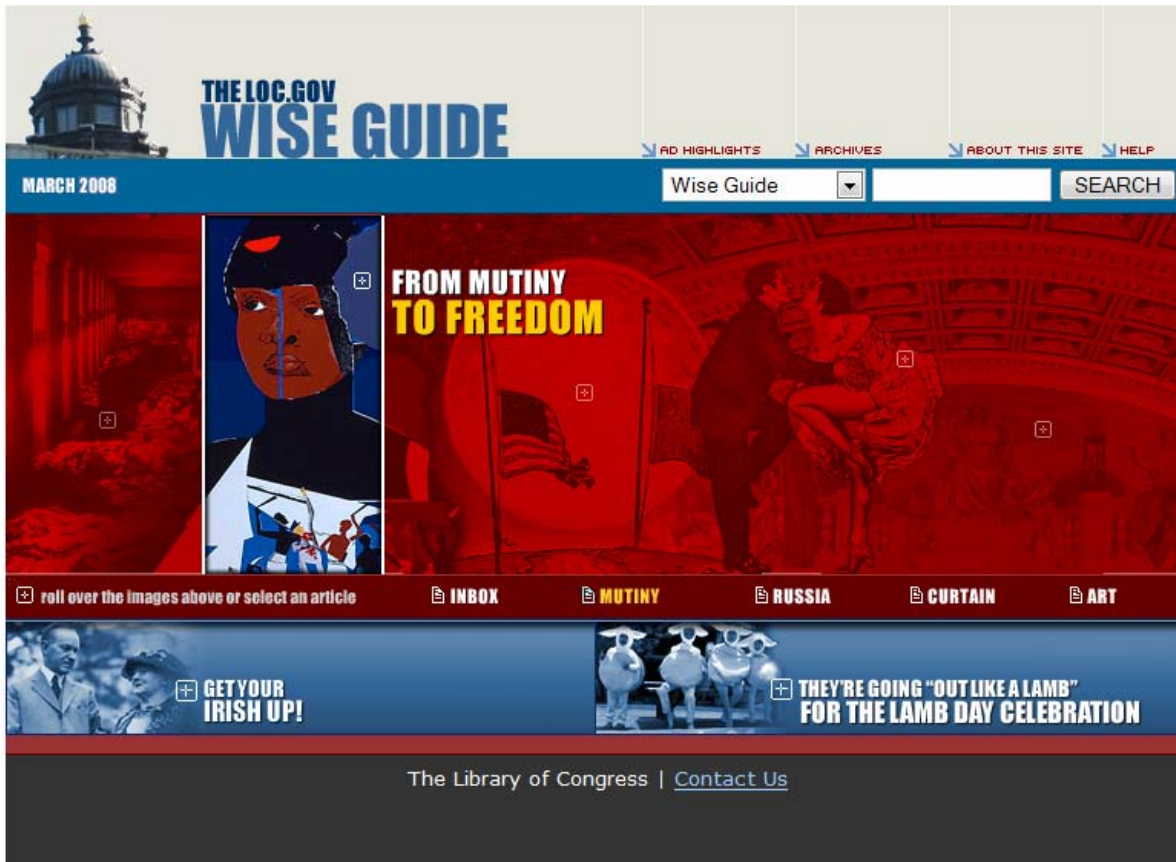 THE LOC.GOV
WISE GUIDE
AD HIGHLIGHTS ARCHIVES ABOUT THIS SITE HELP
MARCH 2008 Wise Guide SEARCH
FROM MUTINY
TO FREEDOM
roll over the images above or select an article INBOX MUTINY RUSSIA CURTAIN ART
GET YOUR
IRISH UP!
THEY'RE GOING “OUT LIKE A LAMB”
FOR THE LAMB DAY CELEBRATION
The Library of Congress | Contact Us